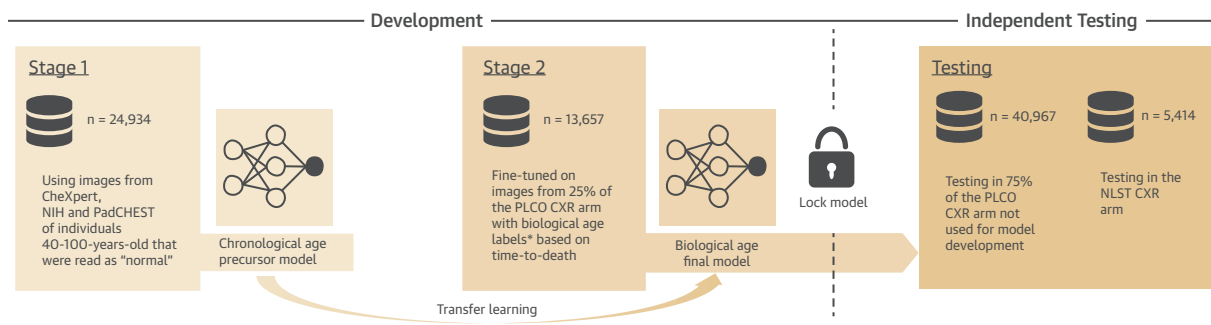 Development
Independent Testing
Stage 1
n = 24,934
Using images from
CheXpert,
NIH and PadCHEST
of individuals
40-100-years-old that
were read as “normal”
Chronological age
precursor model
Transfer learning
Stage 2
n = 13,657
Fine-tuned on
images from 25% of
the PLCO CXR arm
with biological age
labels* based on
time-to-death
Biological age
final model
Lock model
Testing
n = 40,967
Testing in 75%
of the PLCO
CXR arm not
used for model
development
n = 5,414
Testing in the
NLST CXR
arm